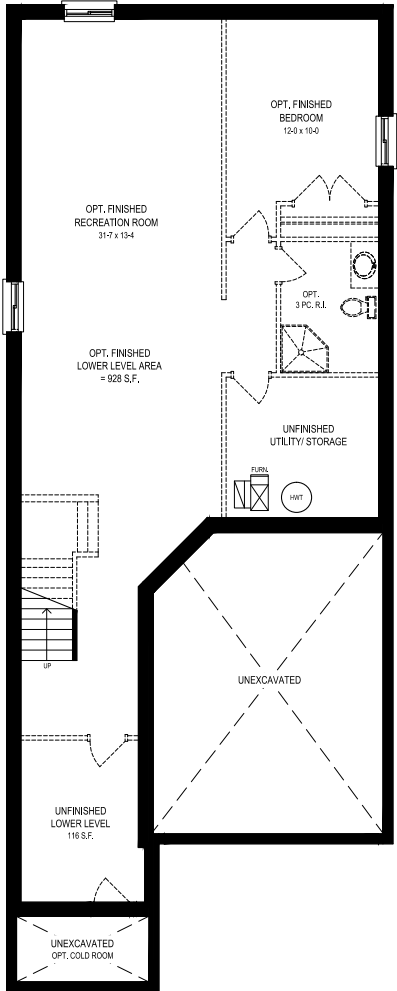 OPT. FINISHED
BEDROOM
12-0 x 10-0
OPT. FINISHED
RECREATION ROOM
31-7 x 13-4
OPT.
3 PC. R.I.
OPT. FINISHED
LOWER LEVEL AREA
= 928 S.F.
UNFINISHED
UTILITY/ STORAGE
FURN.
HWT
UP
UNEXCAVATED
UNFINISHED
LOWER LEVEL
116 S.F.
UNEXCAVATED
OPT. COLD ROOM